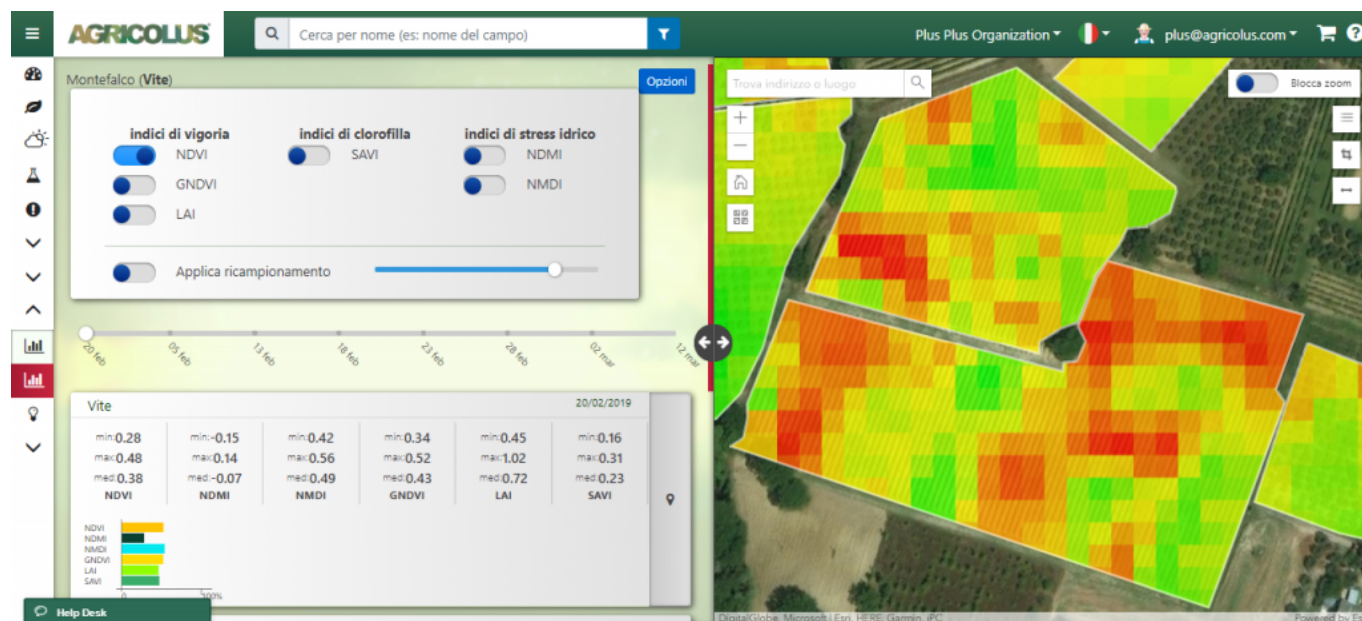 AGRICOLUS
Cerca per nome (es: nome del campo)
Plus Plus Organization
plus@agricolus.com
Montefalco (Vite)
Opzioni
indici di vigoria
indici di clorofilla
indici di stress idrico
NDVI
SAVI
NDMI
GNDVI
NMDI
LAI
Applica ricampionamento
20 feb
05 feb
13 feb
18 feb
23 feb
28 feb
02 mar
12 mar
Vite
20/02/2019
min:0.28
min:-0.15
min:0.42
min:0.34
min:0.45
min:0.16
max:0.48
max:0.14
max:0.56
max:0.52
max:1.02
max:0.31
med:0.38
med:-0.07
med:0.49
med:0.43
med:0.72
med:0.23
NDVI
NDMI
NMDI
GNDVI
LAI
SAVI
NDVI
NDMI
NMDI
GNDVI
LAI
SAVI
0
100%
Help Desk
Trova indirizzo o luogo
Blocca zoom
DigitalGlobe, Microsoft | Esri, HERE, Garmin, iPC
Powered by Es